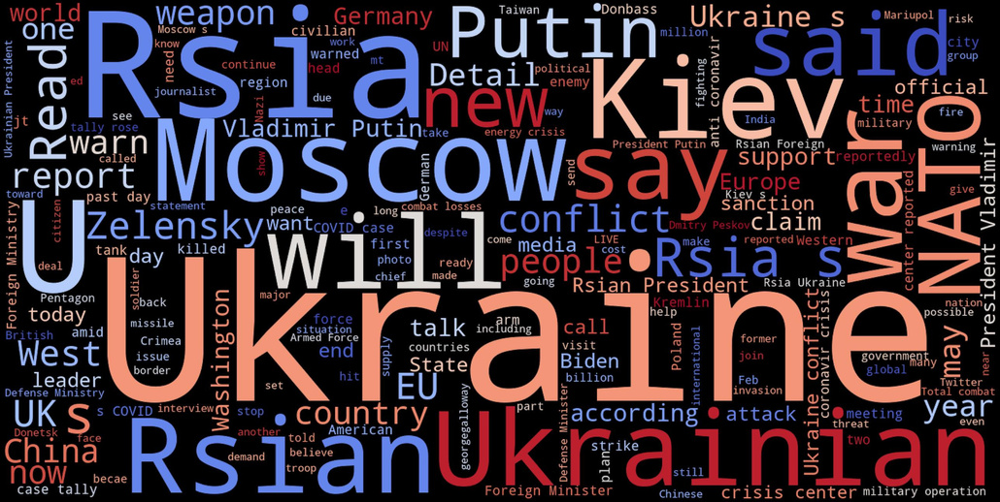 world
weapon
Germany
Putin
Taiwan
Donbass
Ukraine s
Mariupol
risk
one
Rsia
Moscow s
civilian
UN
million
said
city
group
know
work
warned
need
continue
head
mt
Detail
political
enemy
Kiev
official
Read
ed
journalist
region
due
Nazi
new
way
fighting
anti coronavir
India
time
military
NATO
fire
Ukrainian President
jt
see
tally rose
Vladimir Putin
take
energy crisis
President Putin
Rsian Foreign
war
warning
warn
called
Moscow
show
German
send
say
support
reportedly
report
toward
past day
statement
Europe
Kiev s
sanction
give
President Vladimir
U
citizen
Zelensky
peace
want
e
long
combat losses
conflict
Dmitry Peskov
claim
center reported
COVID case
will
despite
come
LIVE
make
reported
Western
Foreign Ministry
deal
tank
day
killed
first
photo
chief
ready
made
media
cost
people
going
Rsia s
Pentagon
soldier
back
major
Rsian President
Rsia Ukraine
Kremlin
help
nation
possible
today
Ukraine
missile
force
situation
Armed Force
talk
arm
including
call
Poland
international
former
join
Ukraine conflict
coronavir crisis
government
global
many
may
near
British
amid
Crimea
issue
border
Washington
end
supply
countries
State
visit
Biden
billion
Feb
invasion
Twitter
Total combat
West
leader
Defense Ministry
set
hit
EU
georgegalloway
part
UK
s
s COVID
interview
stop
country
American
according
attack
meeting
year
even
China
Donetsk
face
Rsian
another
told
believe
troop
demand
Ukrainian
Defense Minister
strike
plan
still
threat
two
now
becae
case tally
Foreign Minister
Chinese
crisis center
military operation